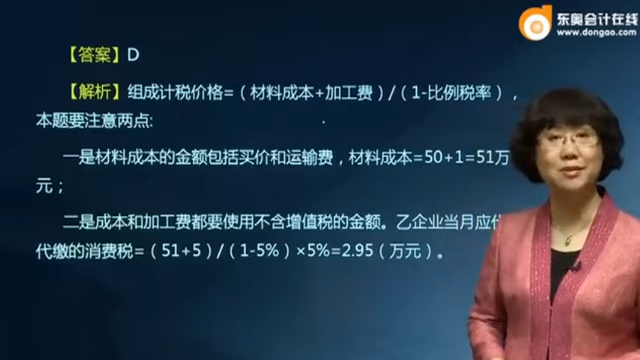 东奥会计在线
www.dongao.com
【答案】D
【解析】组成计税价格=（材料成本+加工费）/（1-比例税率），
本题要注意两点:
一是材料成本的金额包括买价和运输费，材料成本=50+1=51万
元；
二是成本和加工费都要使用不含增值税的金额。乙企业当月应代
代缴的消费税=（51+5）/（1-5%）×5%=2.95（万元）。